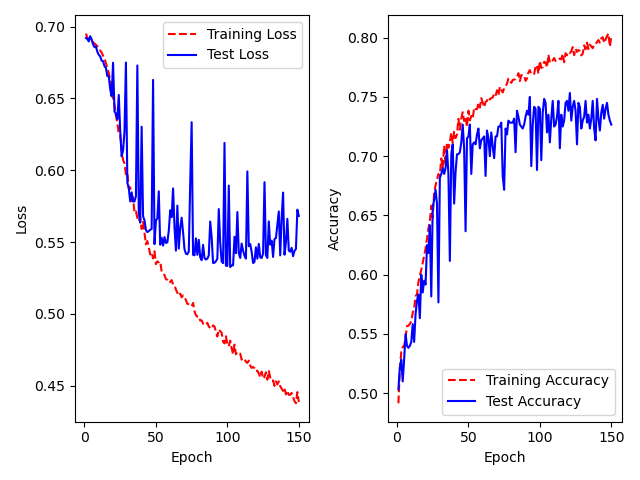 0.70
0.65
0.60
0.55
0.50
0.45
Loss
0 50 100 150
Epoch
Training Loss
Test Loss
0.80
0.75
0.70
0.65
0.60
0.55
0.50
Accuracy
0 50 100 150
Epoch
Training Accuracy
Test Accuracy